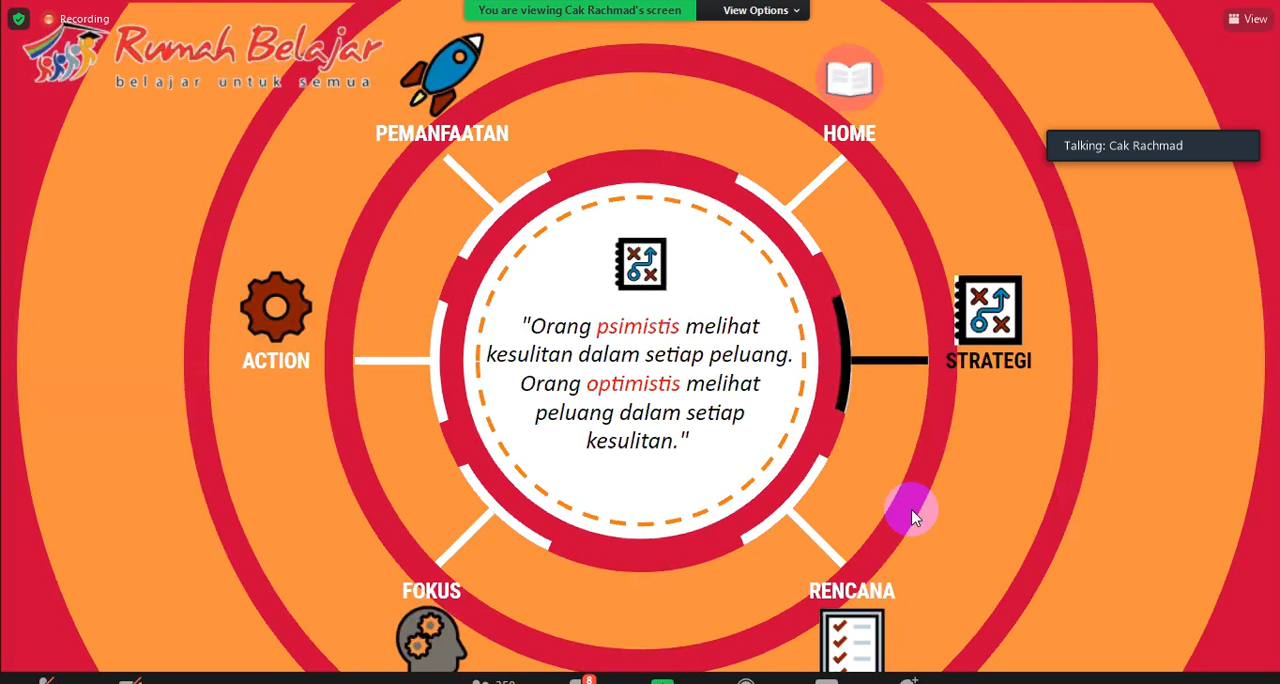 Recording
You are viewing Cak Rachmad's screen
View Options
View
Rumah Belajar
belajar untuk semua
PEMANFAATAN
HOME
Talking: Cak Rachmad
ACTION
STRATEGI
"Orang psimistis melihat
kesulitan dalam setiap peluang.
Orang optimistis melihat
peluang dalam setiap
kesulitan."
FOKUS
RENCANA
8